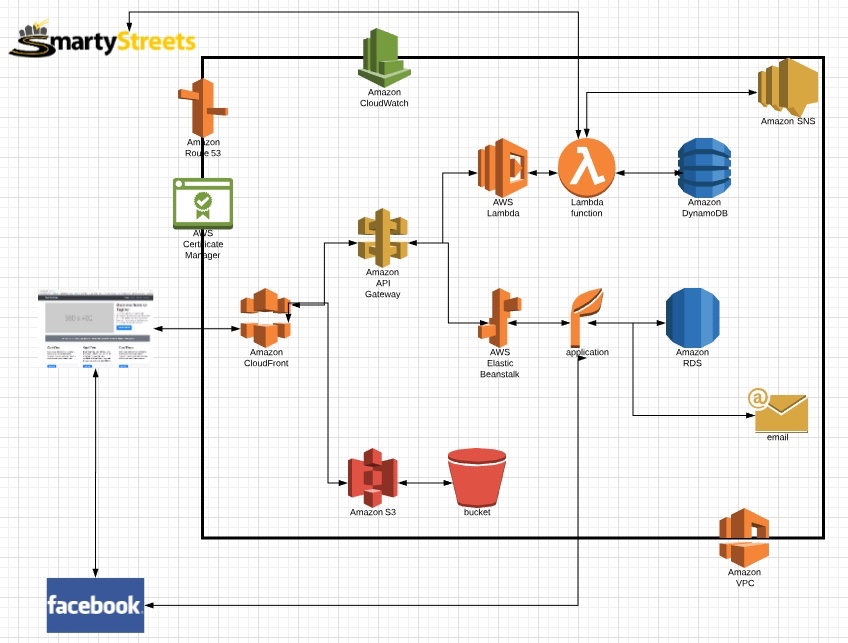 SmartyStreets
Amazon
CloudWatch
Amazon SNS
Amazon
Route 53
AWS
Lambda
Lambda
function
Amazon
DynamoDB
AWS
Certificate
Manager
Amazon
API
Gateway
Amazon
CloudFront
AWS
Elastic
Beanstalk
application
Amazon
RDS
@
email
Amazon S3
bucket
Amazon
VPC
facebook